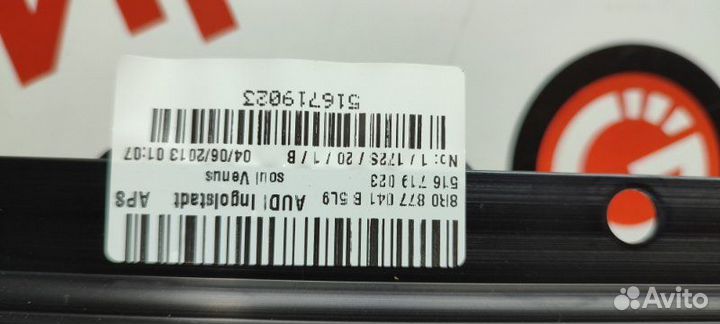 8R0 877 041 B 5L9 AUDI Ingolstadt APS
516 719 023 soul Venus
No: 1 / 172S / 20 / 1 / B 04/06/2013 01:07
516719023
Avito